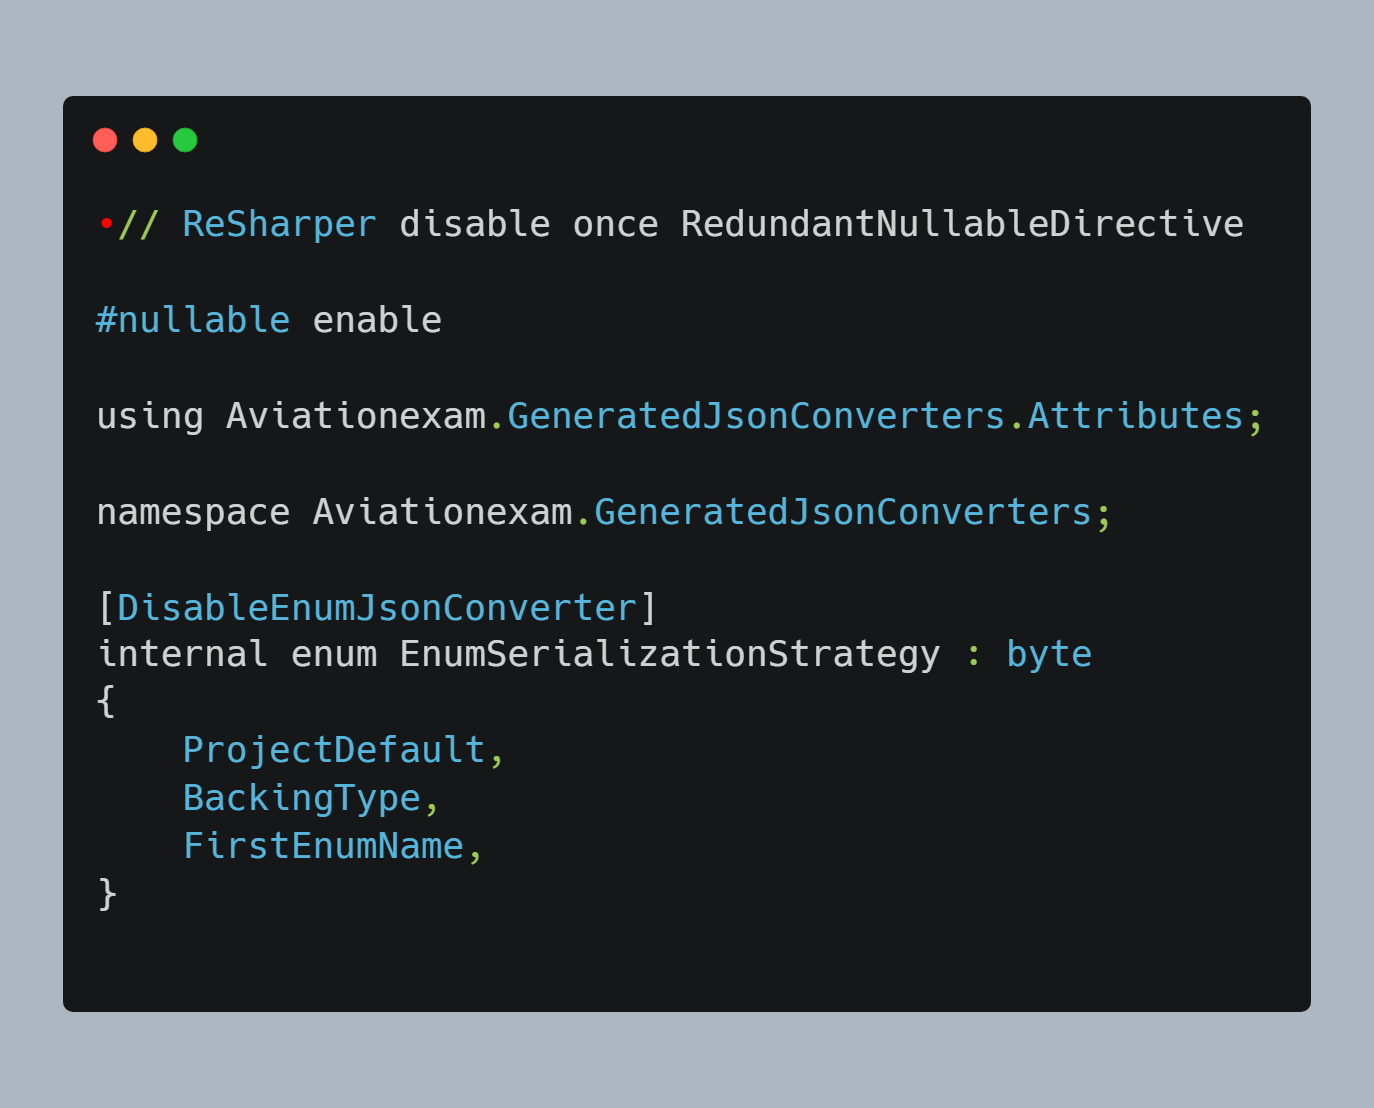 •// ReSharper disable once RedundantNullableDirective
#nullable enable
using Aviationexam.GeneratedJsonConverters.Attributes;
namespace Aviationexam.GeneratedJsonConverters;
[DisableEnumJsonConverter]
internal enum EnumSerializationStrategy : byte
{
    ProjectDefault,
    BackingType,
    FirstEnumName,
}